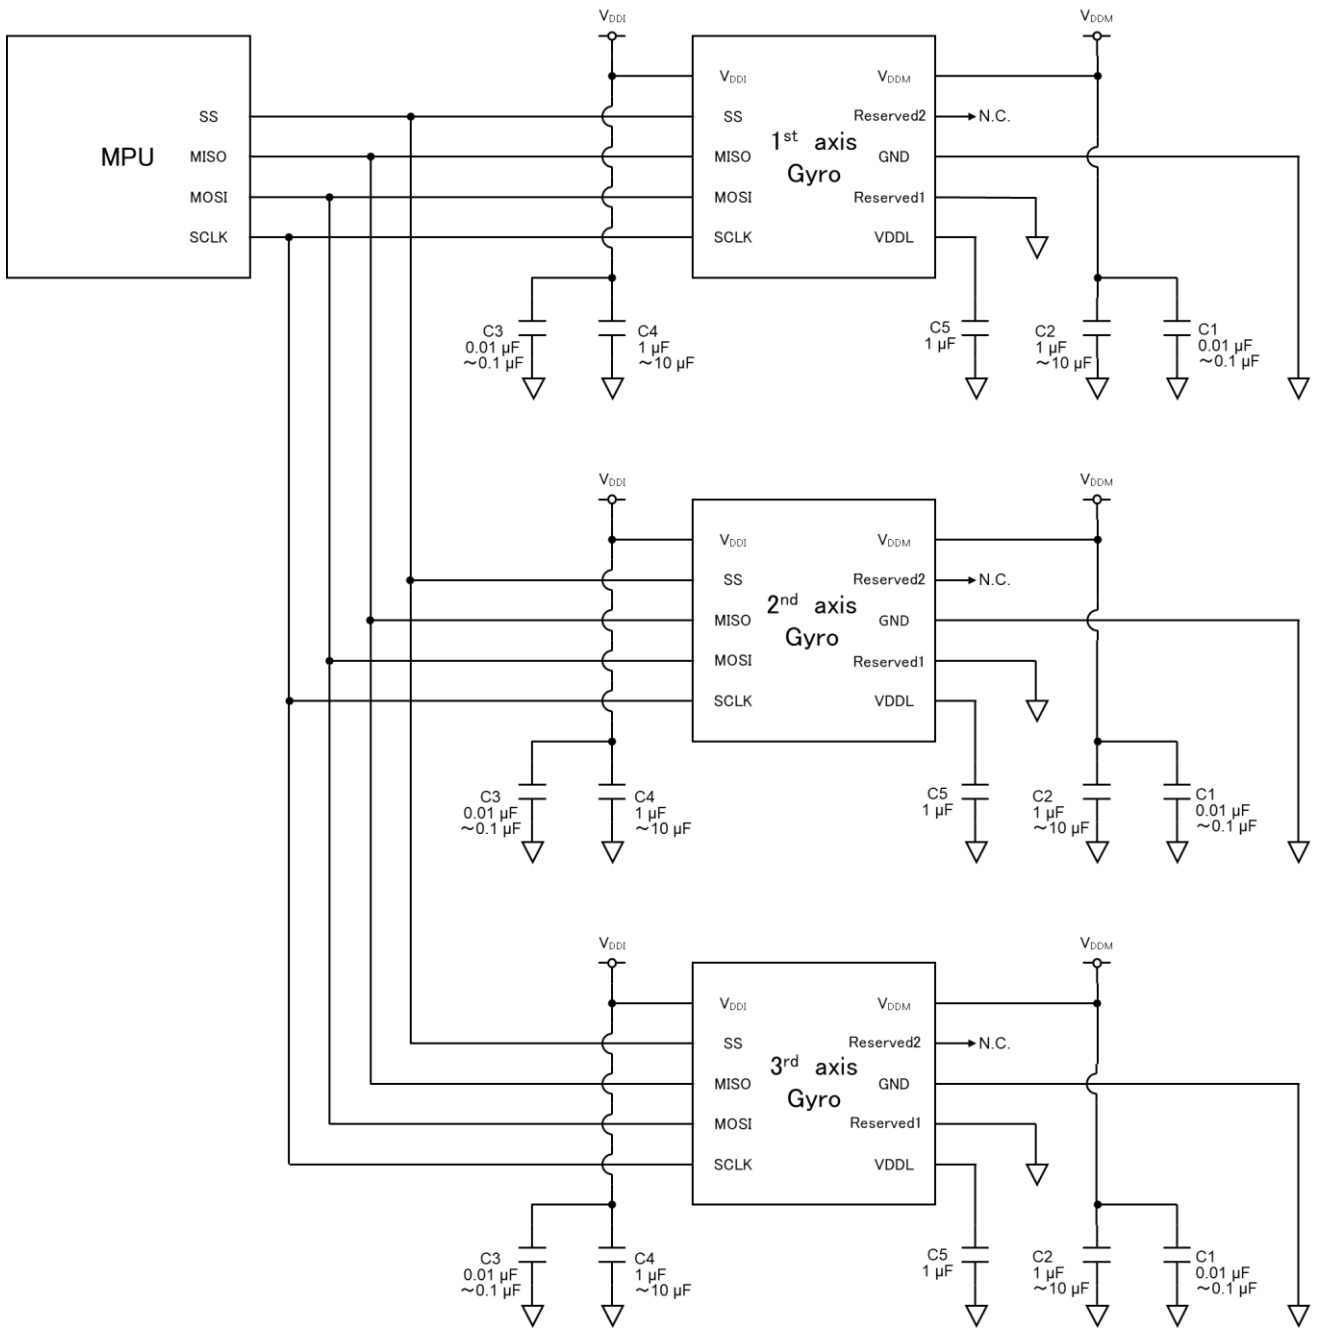 VDDI
VDDM
MPU
SS
MISO
MOSI
SCLK
VDDI
SS
MISO
MOSI
SCLK
1st axis
Gyro
VDDM
Reserved2
GND
Reserved1
VDDL
N.C.
C3
0.01 μF
～0.1 μF
C4
1 μF
～10 μF
C5
1 μF
C2
1 μF
～10 μF
C1
0.01 μF
～0.1 μF
VDDI
VDDM
VDDI
SS
MISO
MOSI
SCLK
2nd axis
Gyro
VDDM
Reserved2
GND
Reserved1
VDDL
N.C.
C3
0.01 μF
～0.1 μF
C4
1 μF
～10 μF
C5
1 μF
C2
1 μF
～10 μF
C1
0.01 μF
～0.1 μF
VDDI
VDDM
VDDI
SS
MISO
MOSI
SCLK
3rd axis
Gyro
VDDM
Reserved2
GND
Reserved1
VDDL
N.C.
C3
0.01 μF
～0.1 μF
C4
1 μF
～10 μF
C5
1 μF
C2
1 μF
～10 μF
C1
0.01 μF
～0.1 μF